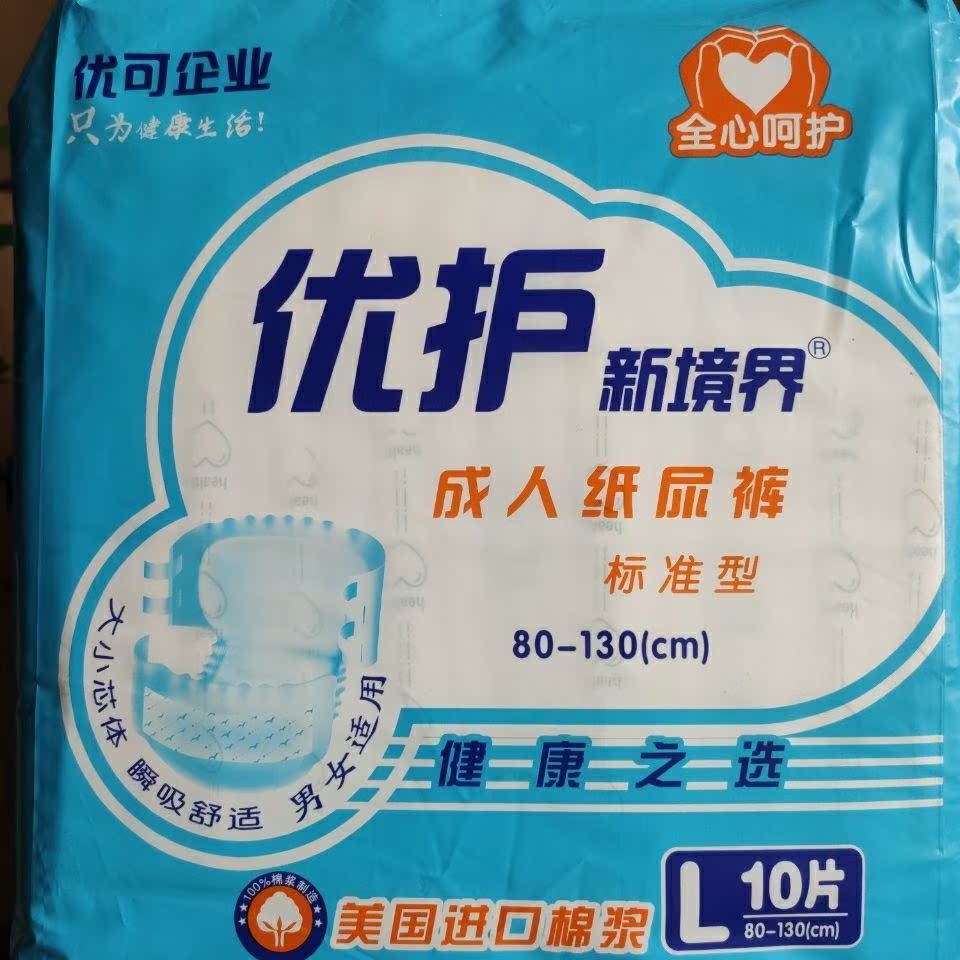 优可企业
只为健康生活!
全心呵护
优护 新境界®
成人纸尿裤
标准型
80-130(cm)
大小芯体 瞬吸舒适 男女适用
健康之选
100%棉浆制造
美国进口棉浆
L 10片
80-130(cm)